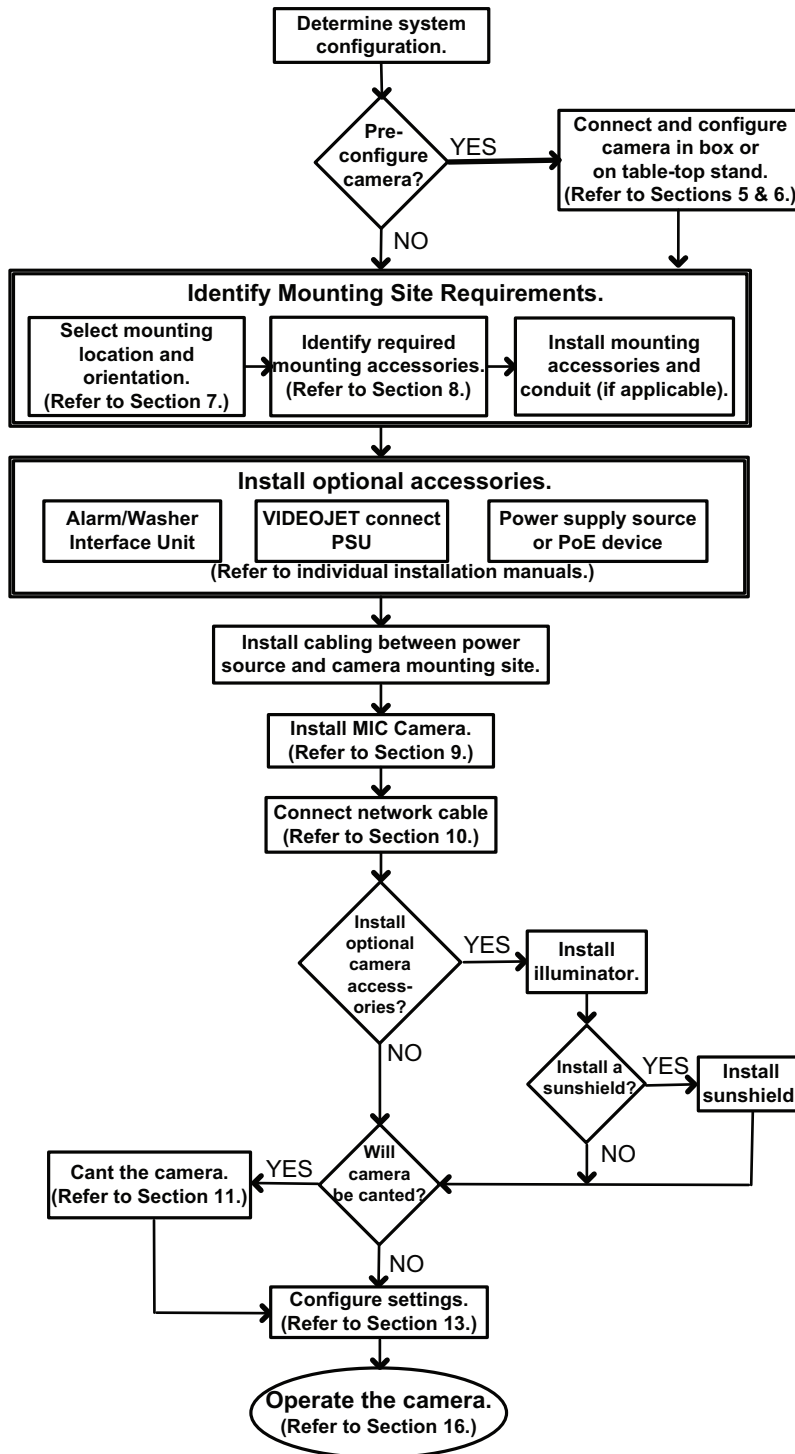 Determine system
configuration.
Pre-
configure
camera?
YES
Connect and configure
camera in box or
on table-top stand.
(Refer to Sections 5 & 6.)
NO
Identify Mounting Site Requirements.
Select mounting
location and
orientation.
(Refer to Section 7.)
Identify required
mounting accessories.
(Refer to Section 8.)
Install mounting
accessories and
conduit (if applicable).
Install optional accessories.
Alarm/Washer
Interface Unit
VIDEOJET connect
PSU
Power supply source
or PoE device
(Refer to individual installation manuals.)
Install cabling between power
source and camera mounting site.
Install MIC Camera.
(Refer to Section 9.)
Connect network cable
(Refer to Section 10.)
Install
optional
camera
access-
ories?
YES
Install
illuminator.
NO
Install a
sunshield?
YES
Install
sunshield
NO
Will
camera
be canted?
YES
Cant the camera.
(Refer to Section 11.)
NO
Configure settings.
(Refer to Section 13.)
Operate the camera.
(Refer to Section 16.)